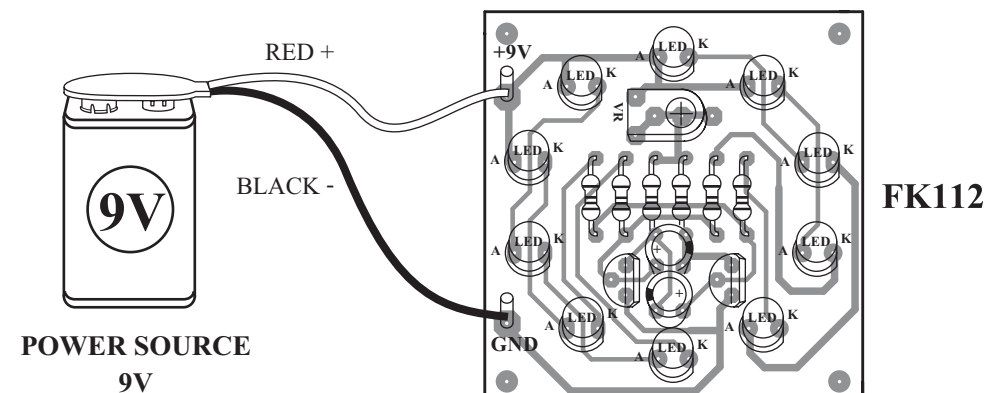 RED +
+9V
A LED K
A LED K
A LED K
VR
A LED K
A LED K
9V
BLACK -
FK112
A LED K
A LED K
+
+
A LED K
A LED K
GND
A LED K
POWER SOURCE
9V